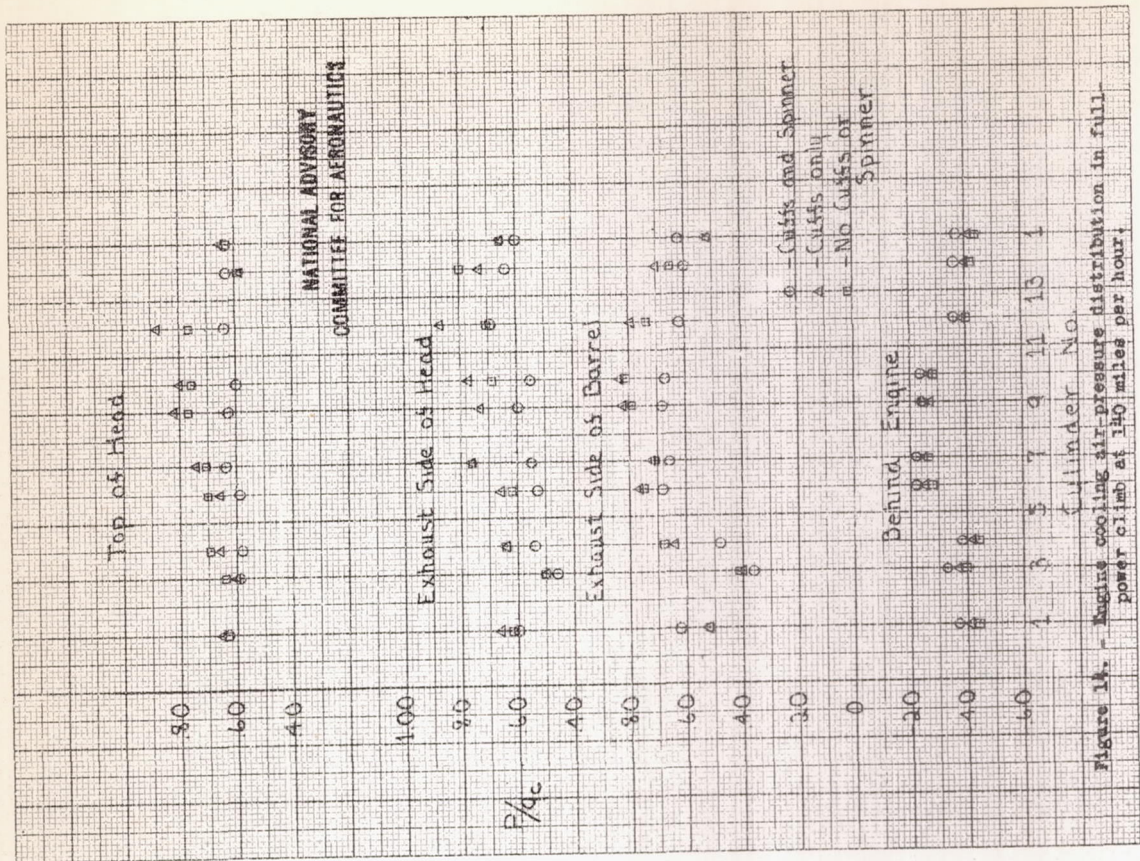 Top of Head
NATIONAL ADVISORY
COMMITTEE FOR AERONAUTICS
80
60
40
Exhaust Side of Head
100
80
60
40
P/qc
Exhaust Side of Barrel
80
60
40
20
0
O - Cuffs and Spinner
△ - Cuffs only
□ - No Cuffs or
Spinner
Behind Engine
20
40
60
1 3 5 7 9 11 13 1
Cylinder No.
Figure 14. - Engine cooling air-pressure distribution in full-
power climb at 140 miles per hour.